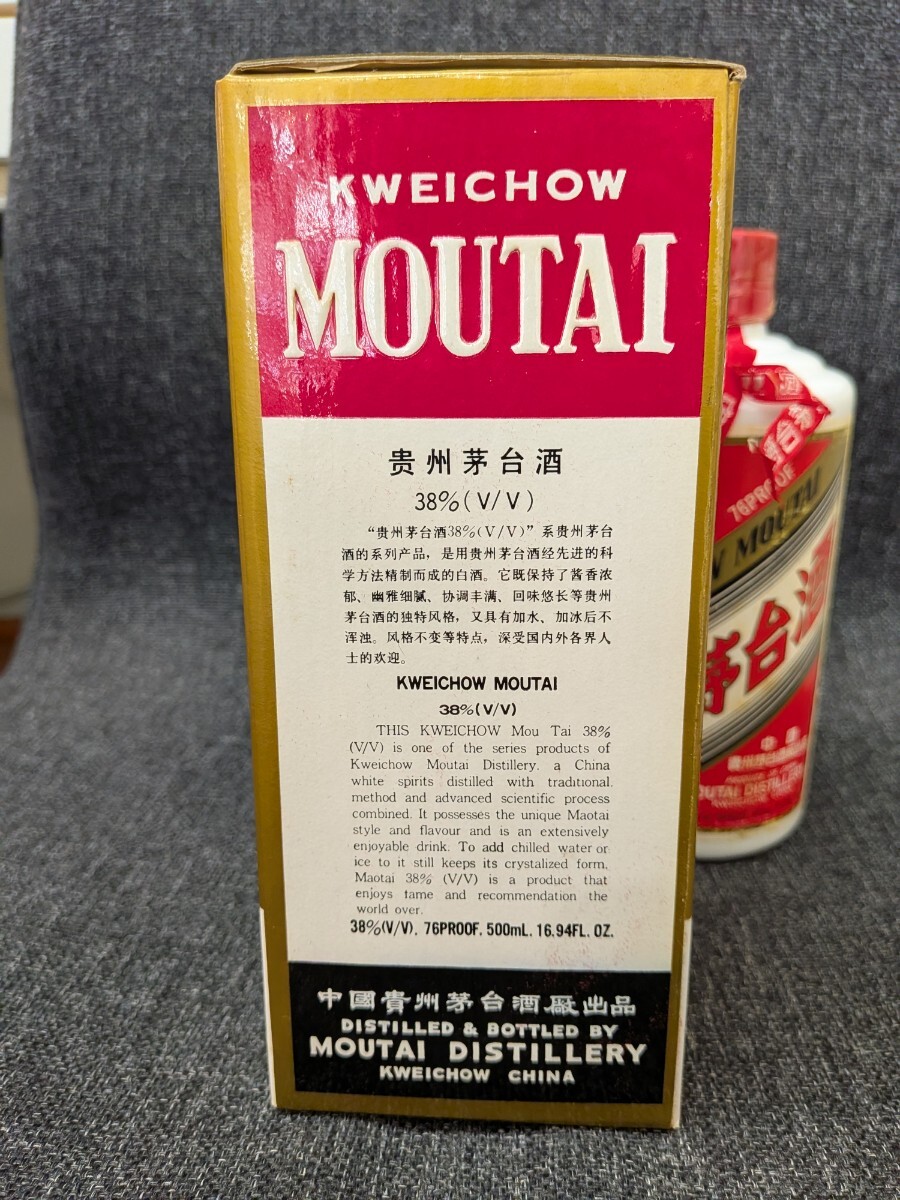 KWEICHOW
MOUTAI
贵州茅台酒
38%(V/V)
“贵州茅台酒38%(V/V)”系贵州茅台
酒的系列产品，是用贵州茅台酒经先进的科
学方法精制而成的白酒。它既保持了酱香浓
郁、幽雅细腻、协调丰满、回味悠长等贵州
茅台酒的独特风格，又具有加水、加冰后不
浑浊。风格不变等特点，深受国内外各界人
士的欢迎。
KWEICHOW MOUTAI
38%(V/V)
THIS KWEICHOW Mou Tai 38%
(V/V) is one of the series products of
Kweichow Moutai Distillery. a China
white spirits distilled with traditional
method and advanced scientific process
combined. It possesses the unique Maotai
style and flavour and is an extensively
enjoyable drink. To add chilled water or
ice to it still keeps its crystalized form.
Maotai 38% (V/V) is a product that
enjoys tame and recommendation the
world over.
38%(V/V), 76PROOF, 500mL. 16.94FL. OZ.
中國貴州茅台酒廠出品
DISTILLED & BOTTLED BY
MOUTAI DISTILLERY
KWEICHOW CHINA
76PROOF
W MOUTAI
茅台酒
中國
OUTAI DISTILLERY